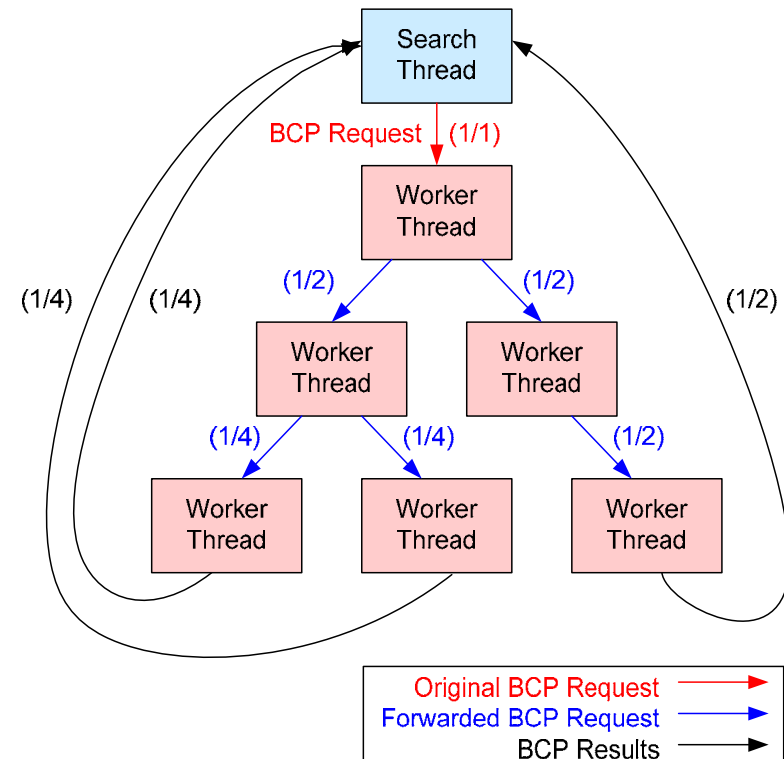 Search
Thread
BCP Request (1/1)
Worker
Thread
(1/2) (1/2)
(1/4) (1/4) (1/2)
Worker
Thread
Worker
Thread
(1/4) (1/4) (1/2)
Worker
Thread
Worker
Thread
Worker
Thread
Original BCP Request
Forwarded BCP Request
BCP Results